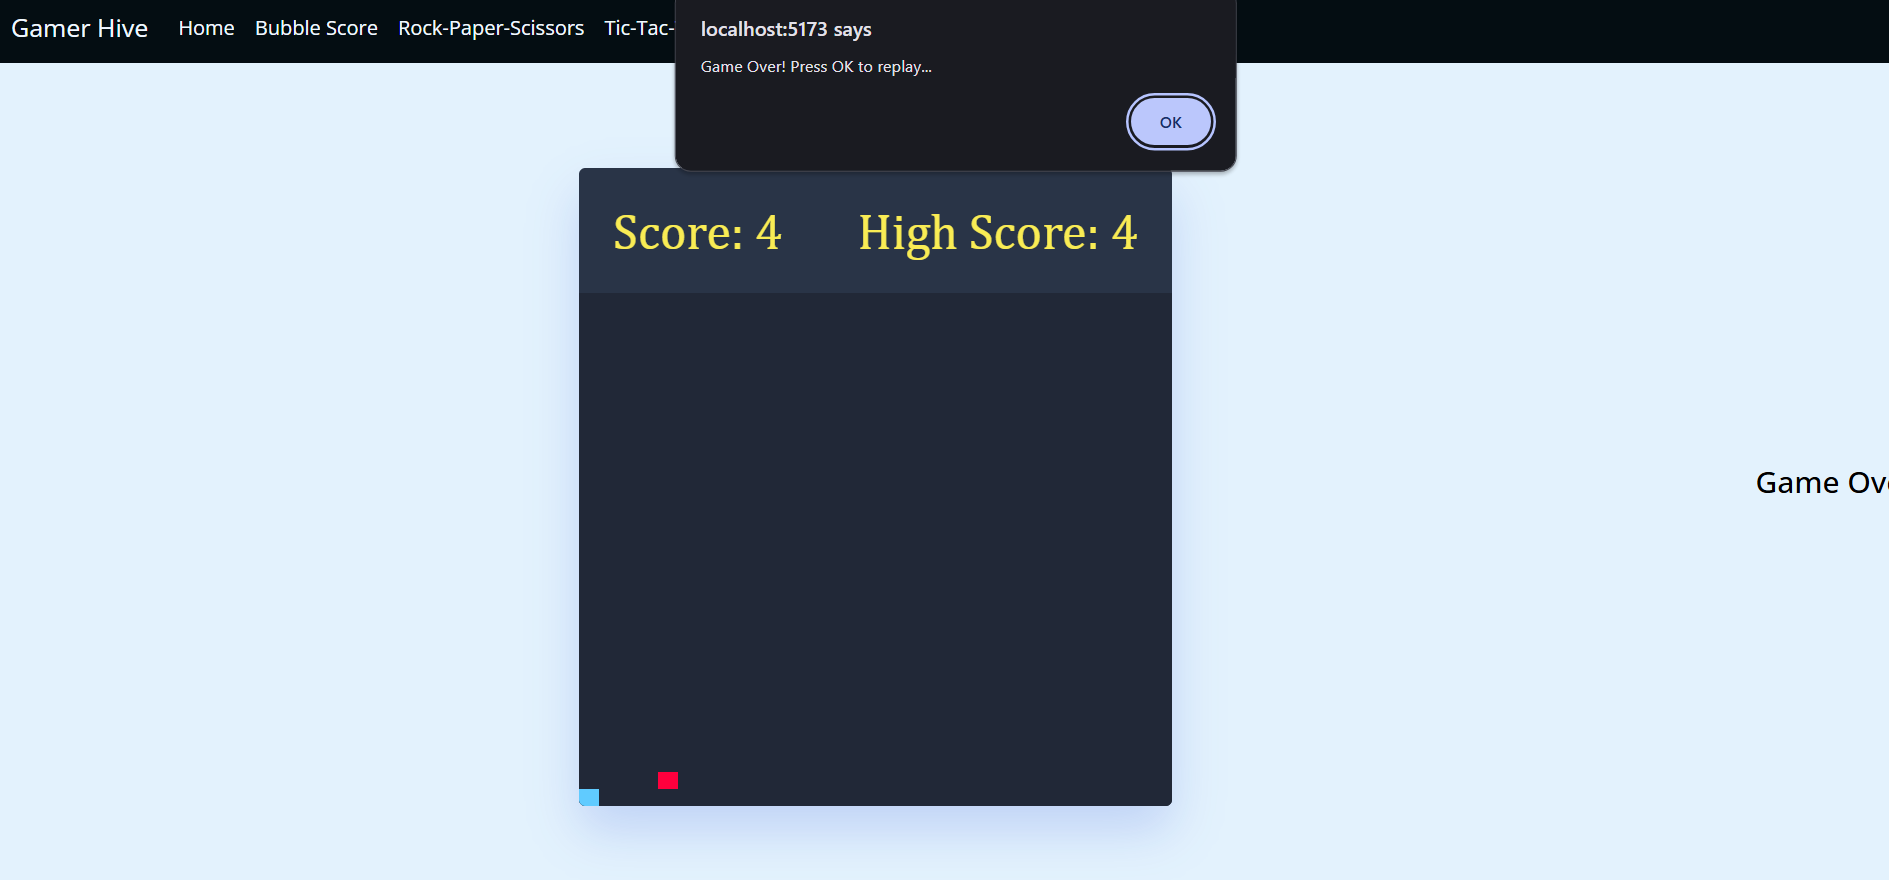 Gamer Hive Home Bubble Score Rock-Paper-Scissors Tic-Tac-
localhost:5173 says
Game Over! Press OK to replay...
OK
Score: 4 High Score: 4
Game Ov